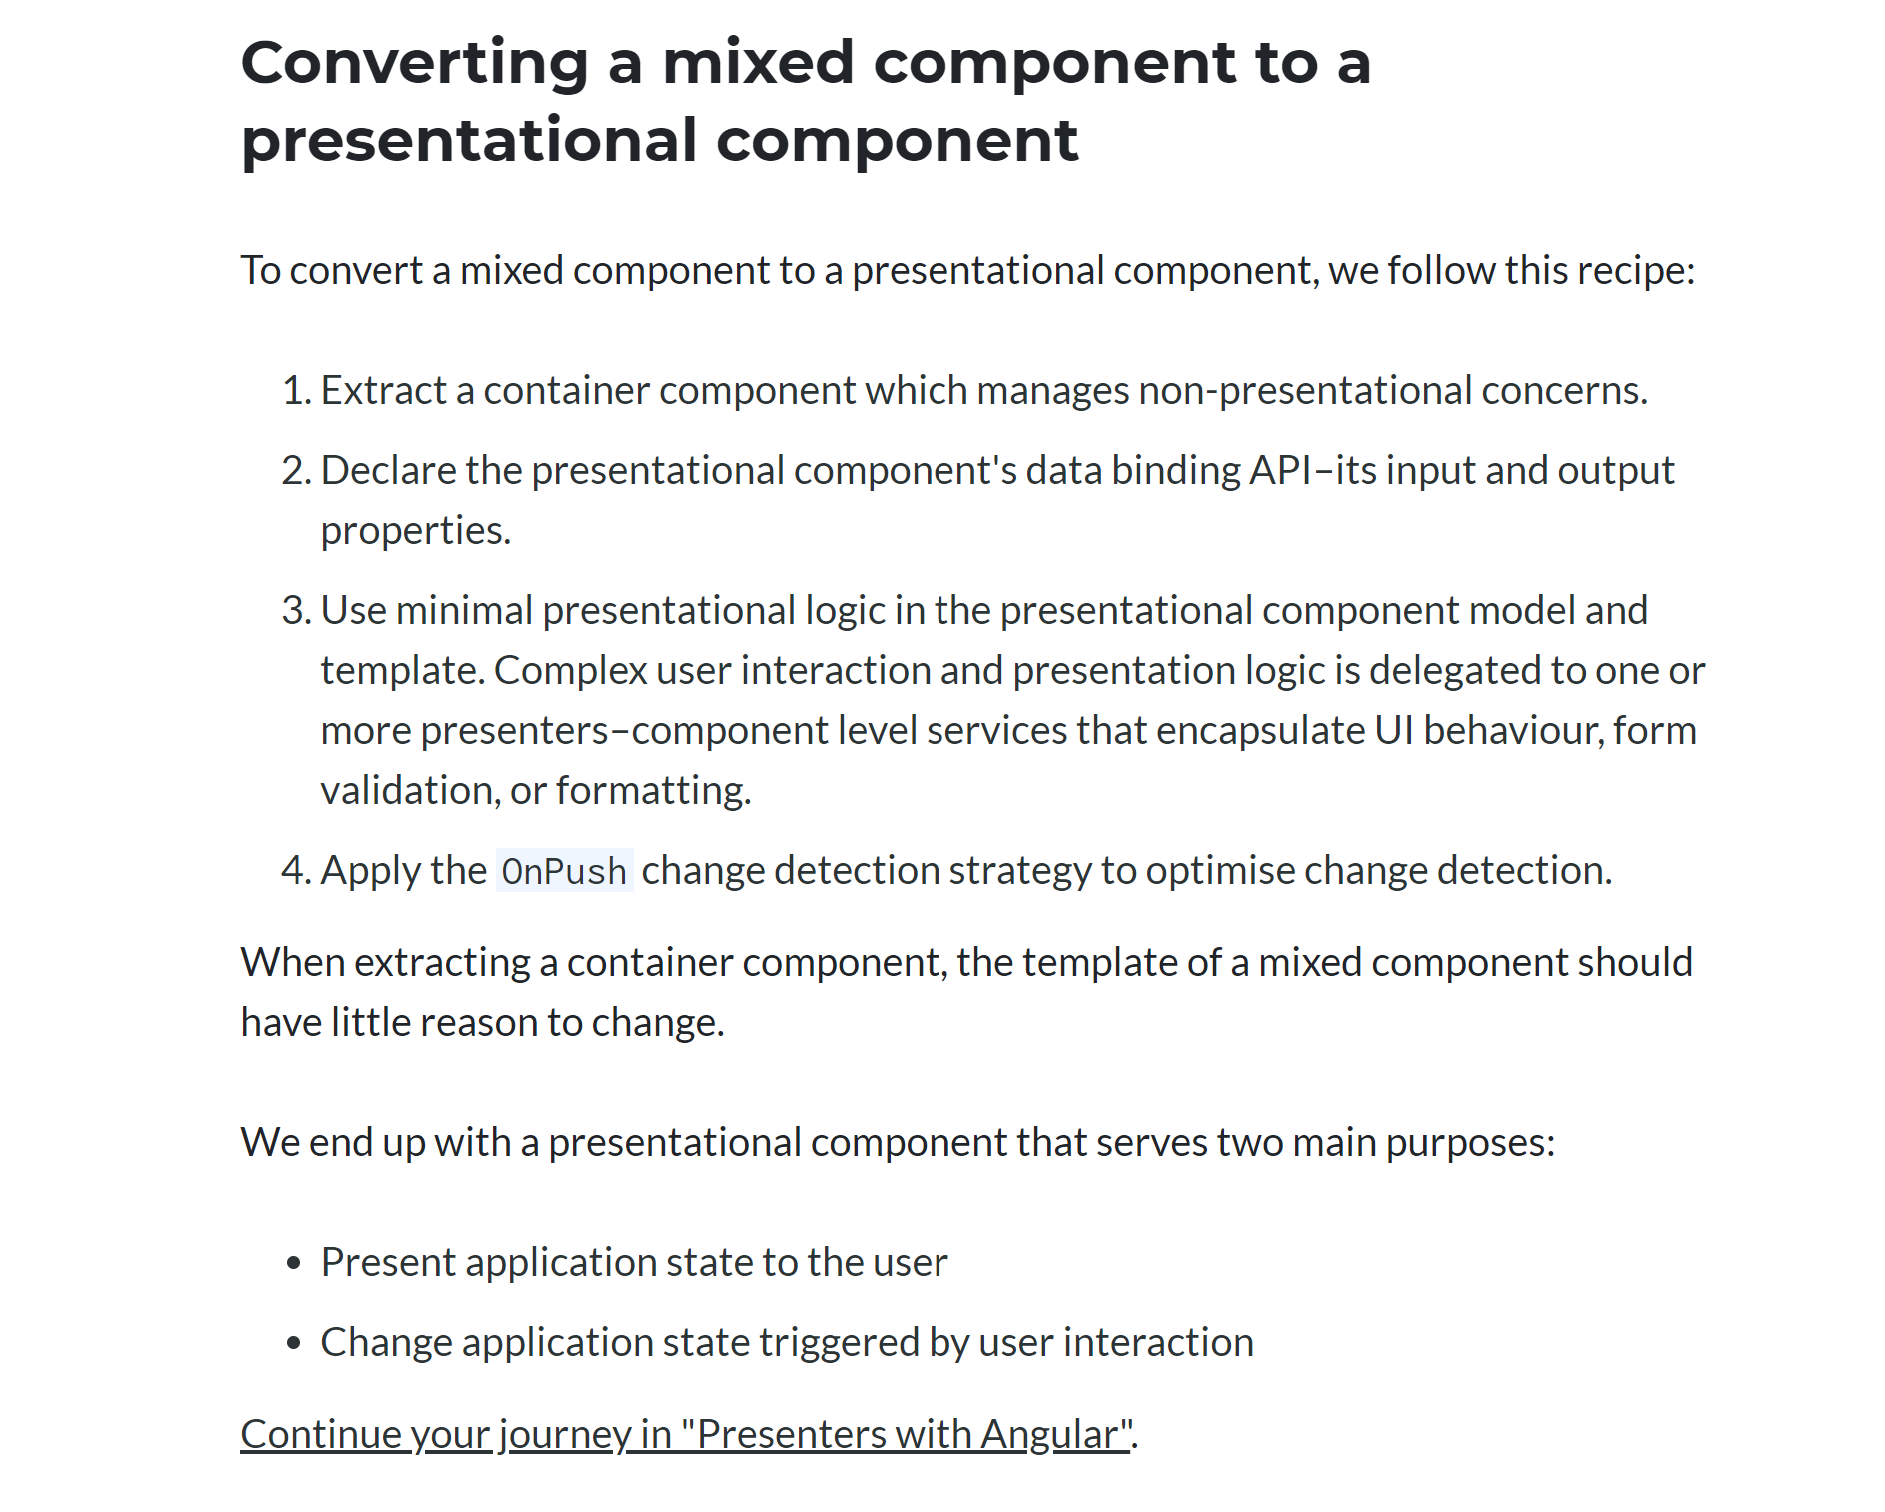 Converting a mixed component to a
presentational component
To convert a mixed component to a presentational component, we follow this recipe:
1. Extract a container component which manages non-presentational concerns.
2. Declare the presentational component's data binding API–its input and output
properties.
3. Use minimal presentational logic in the presentational component model and
template. Complex user interaction and presentation logic is delegated to one or
more presenters–component level services that encapsulate UI behaviour, form
validation, or formatting.
4. Apply the OnPush change detection strategy to optimise change detection.
When extracting a container component, the template of a mixed component should
have little reason to change.
We end up with a presentational component that serves two main purposes:
• Present application state to the user
• Change application state triggered by user interaction
Continue your journey in "Presenters with Angular".